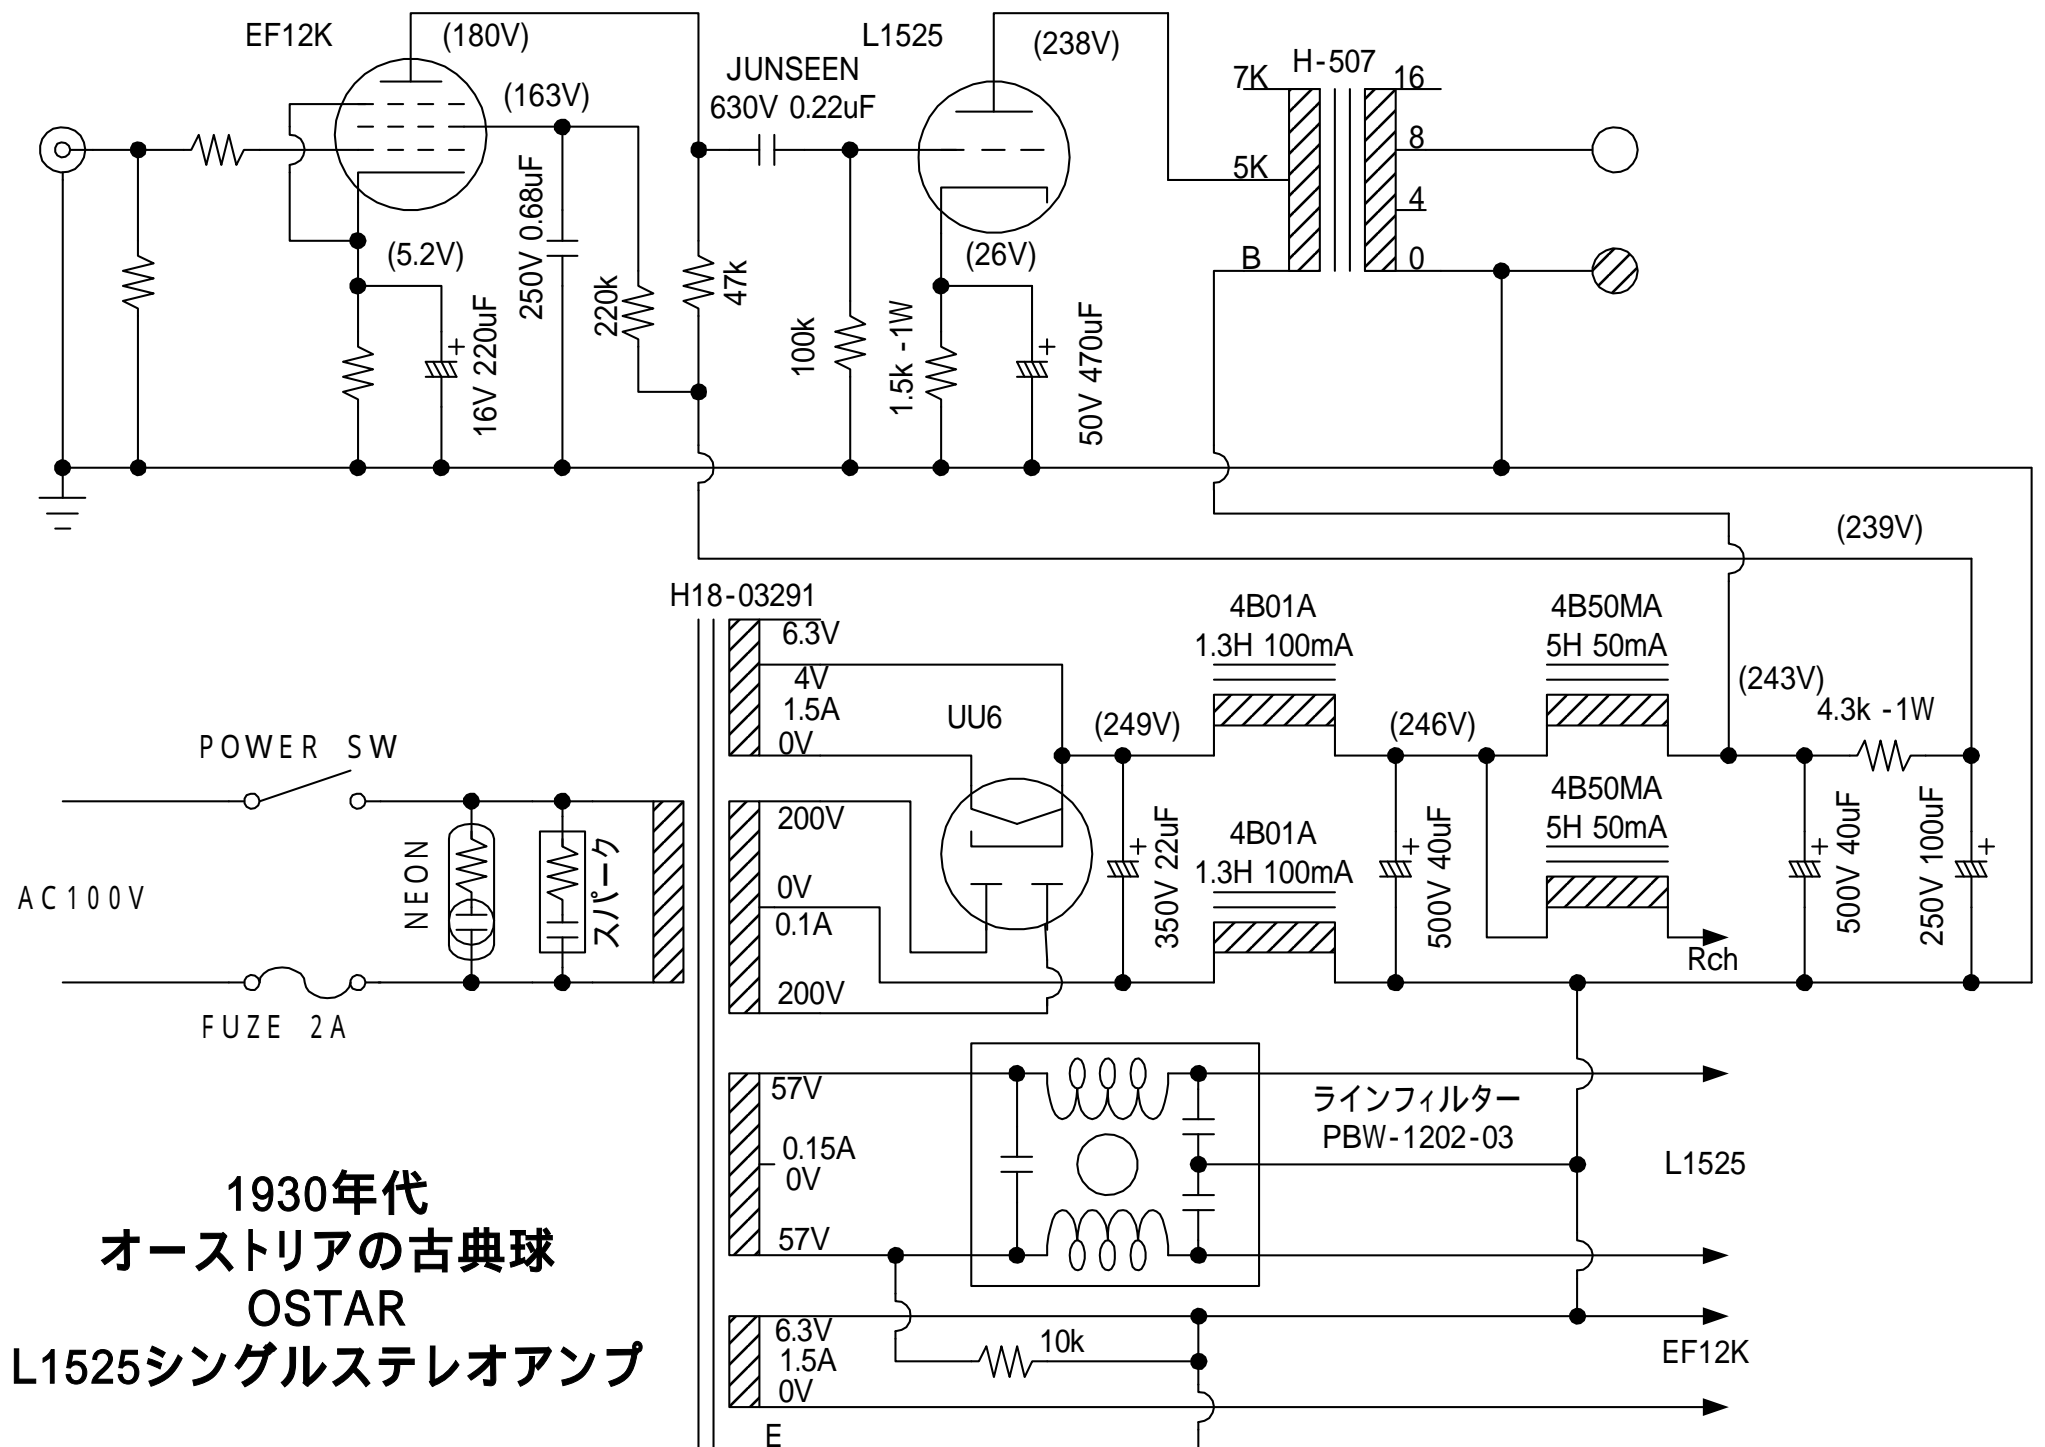 EF12K
(180V)
(163V)
JUNSEEN
630V 0.22uF
L1525
(238V)
H-507
7K
5K
B
16
8
4
0
(5.2V)
16V 220uF
250V 0.68uF
220k
47k
100k
(26V)
1.5k -1W
50V 470uF
(239V)
H18-03291
6.3V
4V
1.5A
0V
UU6
(249V)
4B01A
1.3H 100mA
(246V)
4B50MA
5H 50mA
(243V)
4.3k -1W
POWER SW
AC100V
NEON
スパーク
FUZE 2A
200V
0V
0.1A
200V
350V 22uF
4B01A
1.3H 100mA
500V 40uF
4B50MA
5H 50mA
Rch
500V 40uF
250V 100uF
57V
0.15A
0V
57V
ラインフィルター
PBW-1202-03
L1525
6.3V
1.5A
0V
10k
EF12K
E
1930年代
オーストリアの古典球
OSTAR
L1525シングルステレオアンプ